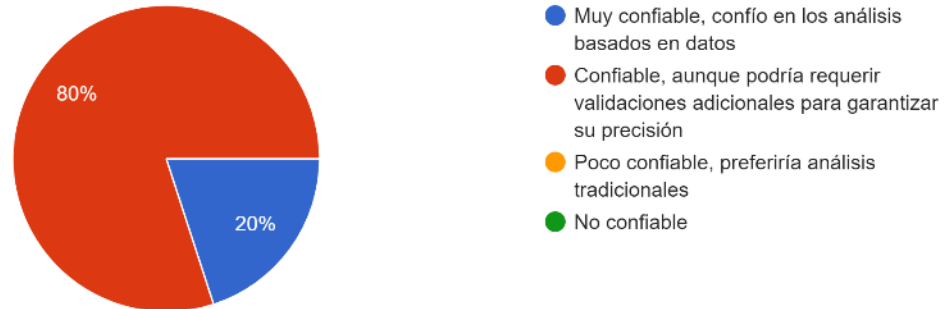 Muy confiable, confío en los análisis
basados en datos
80%
Confiable, aunque podría requerir
validaciones adicionales para garantizar
su precisión
Poco confiable, preferiría análisis
tradicionales
20%
No confiable